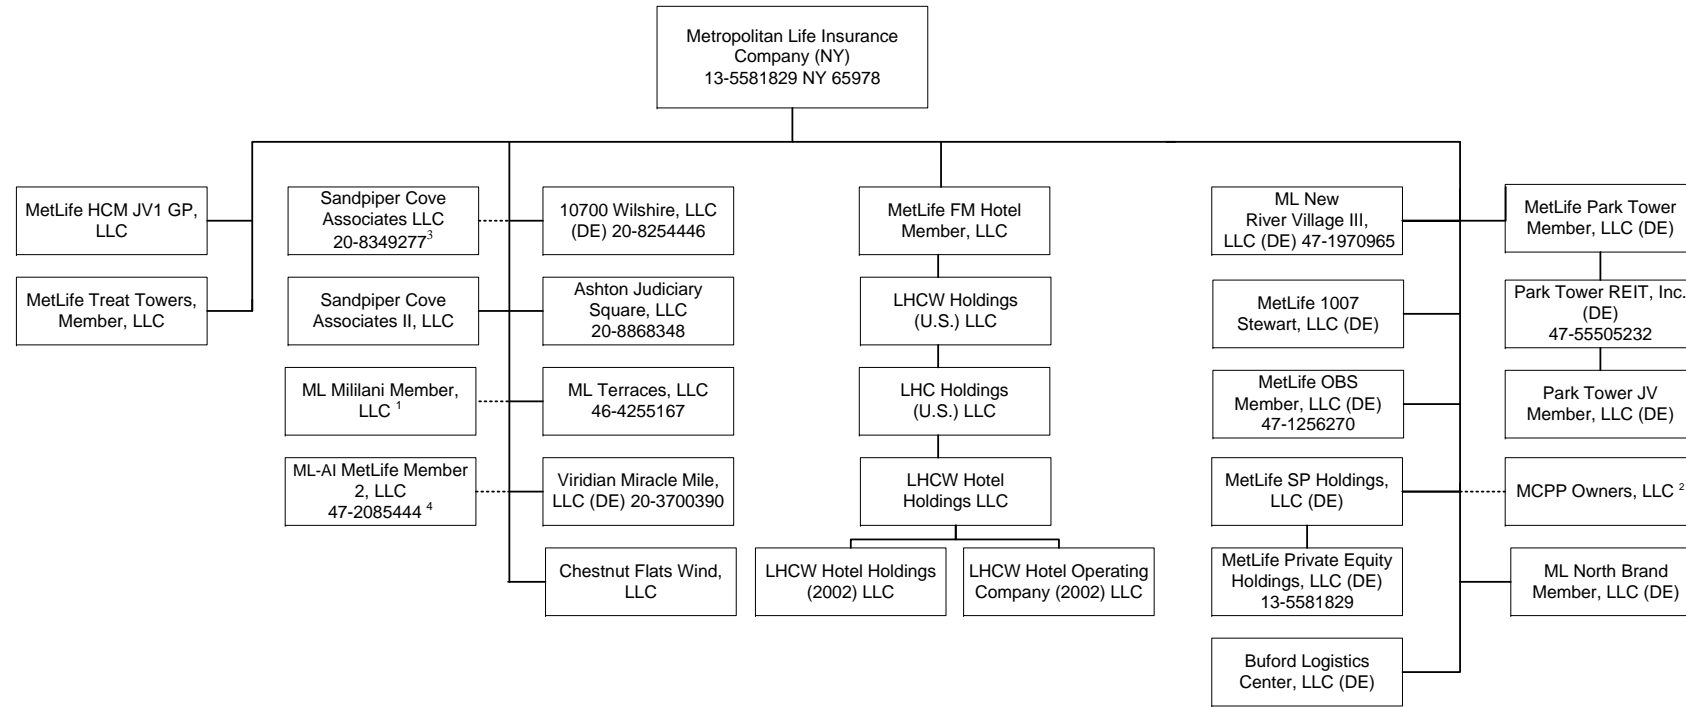 Metropolitan Life Insurance
Company (NY)
13-5581829 NY 65978
MetLife HCM JV1 GP,
LLC
MetLife Treat Towers,
Member, LLC
Sandpiper Cove
Associates LLC
20-8349277³
Sandpiper Cove
Associates II, LLC
ML Mililani Member,
LLC ¹
ML-AI MetLife Member
2, LLC
47-2085444 ⁴
10700 Wilshire, LLC
(DE) 20-8254446
Ashton Judiciary
Square, LLC
20-8868348
ML Terraces, LLC
46-4255167
Viridian Miracle Mile,
LLC (DE) 20-3700390
Chestnut Flats Wind,
LLC
MetLife FM Hotel
Member, LLC
LHCW Holdings
(U.S.) LLC
LHC Holdings
(U.S.) LLC
LHCW Hotel
Holdings LLC
LHCW Hotel Holdings
(2002) LLC
LHCW Hotel Operating
Company (2002) LLC
ML New
River Village III,
LLC (DE) 47-1970965
MetLife 1007
Stewart, LLC (DE)
MetLife OBS
Member, LLC (DE)
47-1256270
MetLife SP Holdings,
LLC (DE)
MetLife Private Equity
Holdings, LLC (DE)
13-5581829
Buford Logistics
Center, LLC (DE)
MetLife Park Tower
Member, LLC (DE)
Park Tower REIT, Inc.
(DE)
47-55505232
Park Tower JV
Member, LLC (DE)
MCPP Owners, LLC ²
ML North Brand
Member, LLC (DE)